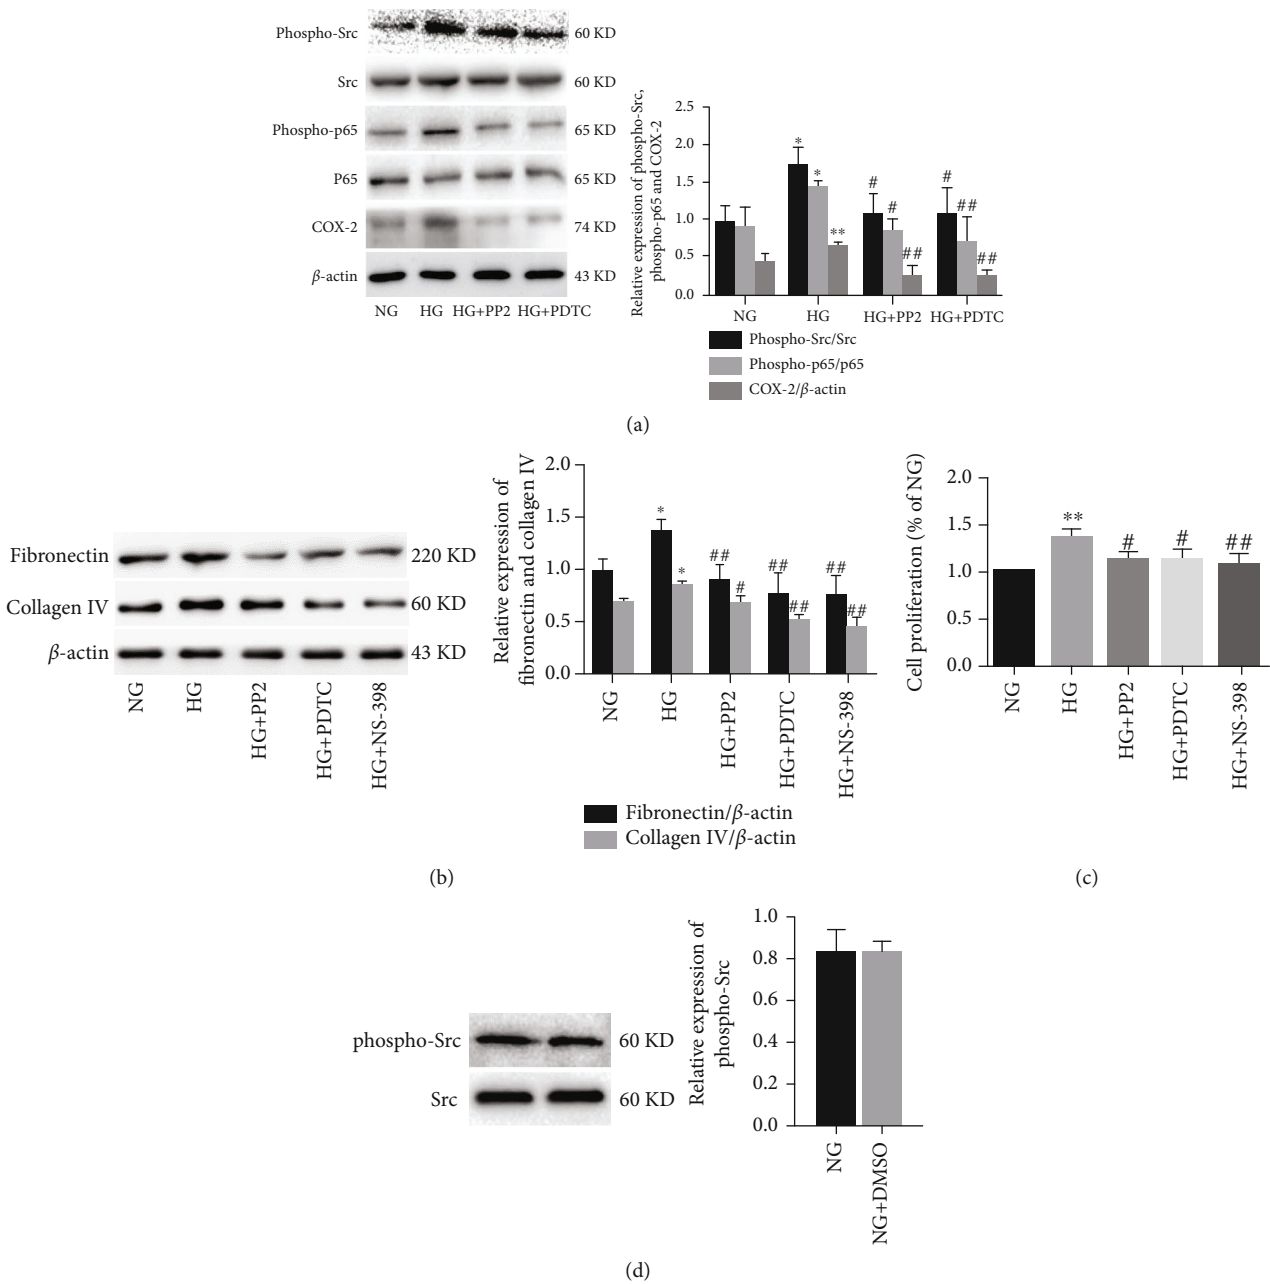 Phospho-Src 60 KD
Src 60 KD
Phospho-p65 65 KD
P65 65 KD
COX-2 74 KD
β-actin 43 KD
NG HG HG+PP2 HG+PDTC
Relative expression of phospho-Src,
phospho-p65 and COX-2
2.5
2.0
1.5
1.0
0.5
0.0
* * **
# # ##
# ## ##
NG HG HG+PP2 HG+PDTC
Phospho-Src/Src
Phospho-p65/p65
COX-2/β-actin
(a)
Fibronectin 220 KD
Collagen IV 60 KD
β-actin 43 KD
NG HG HG+PP2 HG+PDTC HG+NS-398
Relative expression of
fibronectin and collagen IV
2.0
1.5
1.0
0.5
0.0
* *
## #
## ##
## ##
NG HG HG+PP2 HG+PDTC HG+NS-398
Fibronectin/β-actin
Collagen IV/β-actin
(b)
Cell proliferation (% of NG)
2.0
1.5
1.0
0.5
0.0
** # # ##
NG HG HG+PP2 HG+PDTC HG+NS-398
(c)
phospho-Src 60 KD
Src 60 KD
Relative expression of
phospho-Src
1.0
0.8
0.6
0.4
0.2
0.0
NG NG+DMSO
(d)